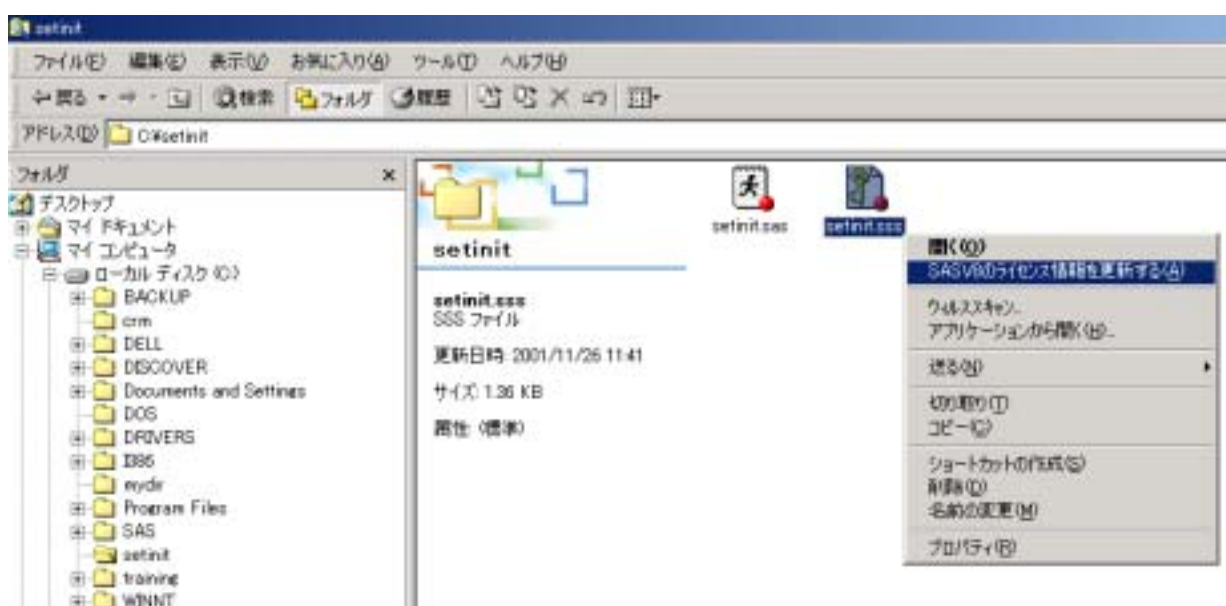 setinit
ファイル(F) 編集(E) 表示(V) お気に入り(A) ツール(T) ヘルプ(H)
戻る 検索 フォルダ 履歴
アドレス(D) C:¥setinit
フォルダ ×
デスクトップ
マイ ドキュメント
マイ コンピュータ
ローカル ディスク (C:)
BACKUP
crm
DELL
DISCOVER
Documents and Settings
DOS
DRIVERS
I386
mydir
Program Files
SAS
setinit
training
WINNT
setinit
setinit.sss
SSS ファイル
更新日時: 2001/11/26 11:41
サイズ: 1.36 KB
属性: (標準)
setinit.sas
setinit.sss
開く(O)
SASV8のライセンス情報を更新する(A)
ウィルススキャン...
アプリケーションから開く(H)...
送る(N)
切り取り(T)
コピー(C)
ショートカットの作成(S)
削除(D)
名前の変更(M)
プロパティ(R)